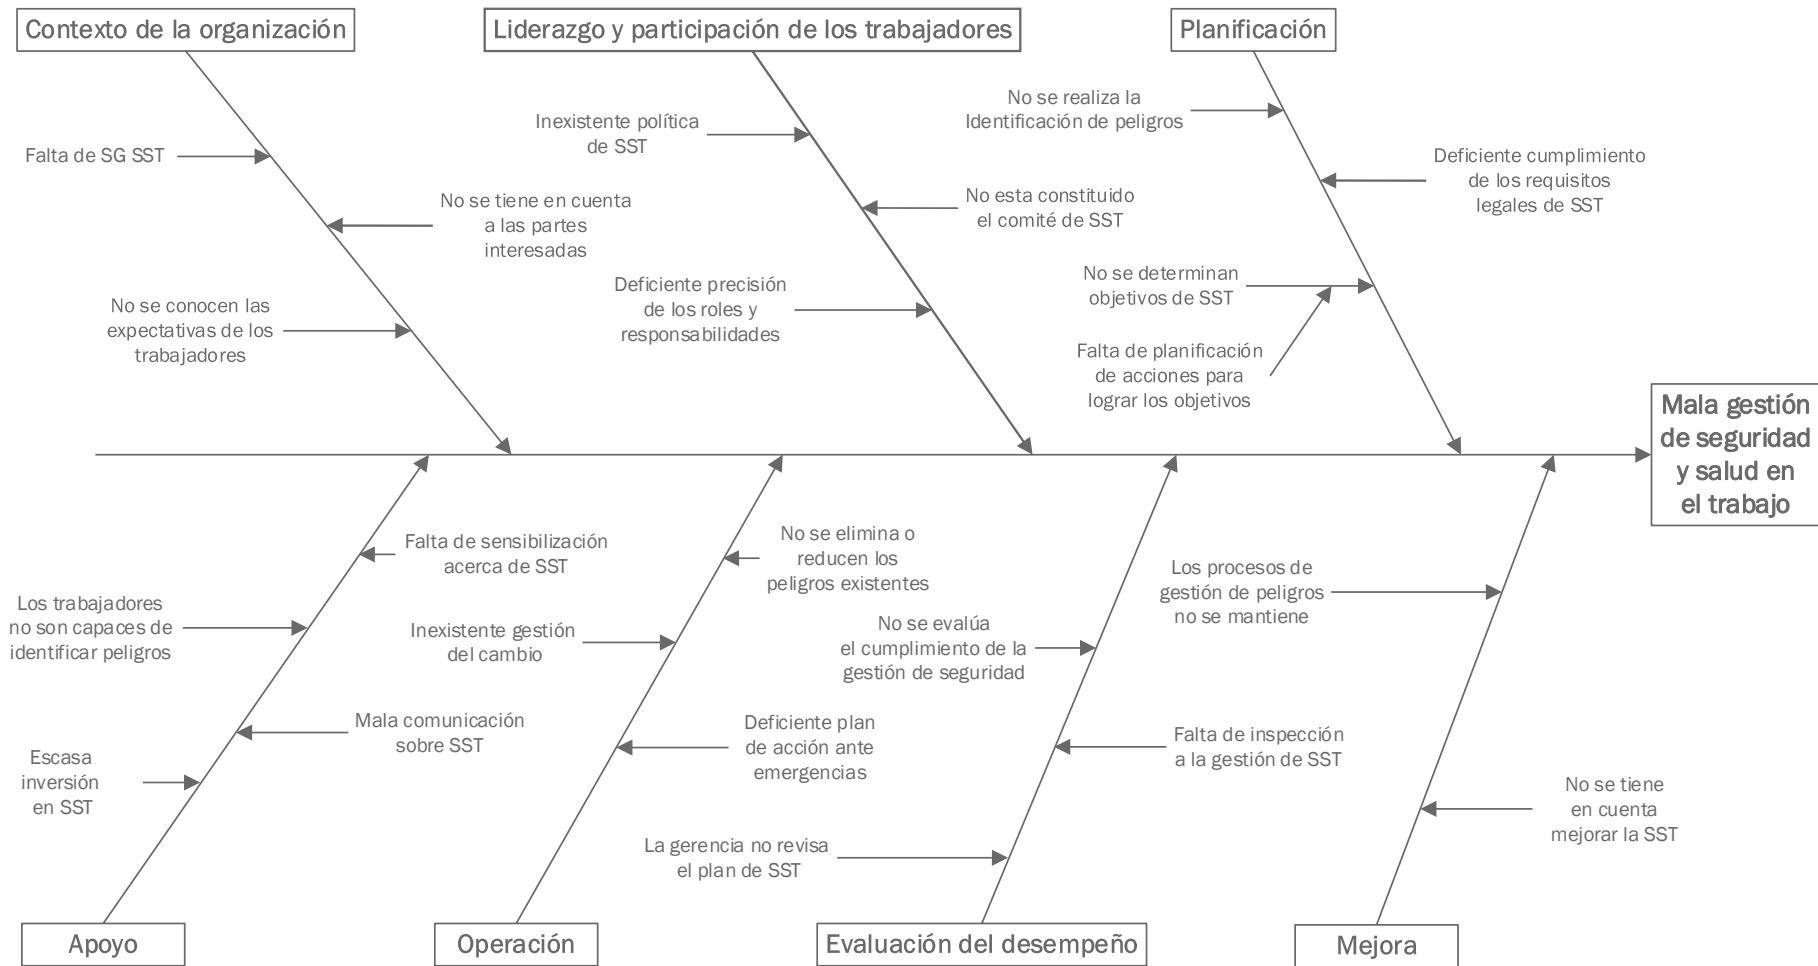 Contexto de la organización
Liderazgo y participación de los trabajadores
Planificación
Falta de SG SST
No se tiene en cuenta
a las partes
interesadas
No se conocen las
expectativas de los
trabajadores
Inexistente política
de SST
No esta constituido
el comité de SST
Deficiente precisión
de los roles y
responsabilidades
No se realiza la
Identificación de peligros
Deficiente cumplimiento
de los requisitos
legales de SST
No se determinan
objetivos de SST
Falta de planificación
de acciones para
lograr los objetivos
Mala gestión
de seguridad
y salud en
el trabajo
Falta de sensibilización
acerca de SST
Los trabajadores
no son capaces de
identificar peligros
Mala comunicación
sobre SST
Escasa
inversión
en SST
No se elimina o
reducen los
peligros existentes
Inexistente gestión
del cambio
Deficiente plan
de acción ante
emergencias
No se evalúa
el cumplimiento de la
gestión de seguridad
Falta de inspección
a la gestión de SST
La gerencia no revisa
el plan de SST
Los procesos de
gestión de peligros
no se mantiene
No se tiene
en cuenta
mejorar la SST
Apoyo
Operación
Evaluación del desempeño
Mejora